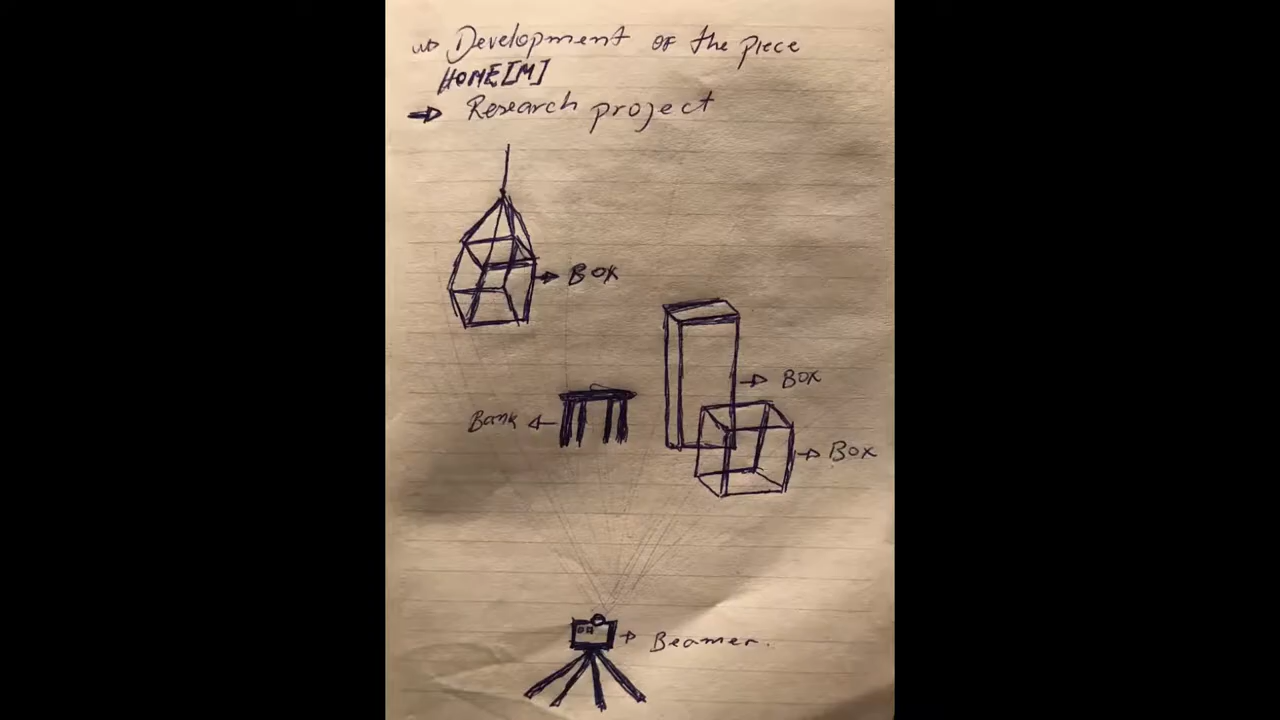 Development of the piece
HOME[M]
→ Research project
→ Box
→ Box
Bank ←
→ Box
→ Beamer.